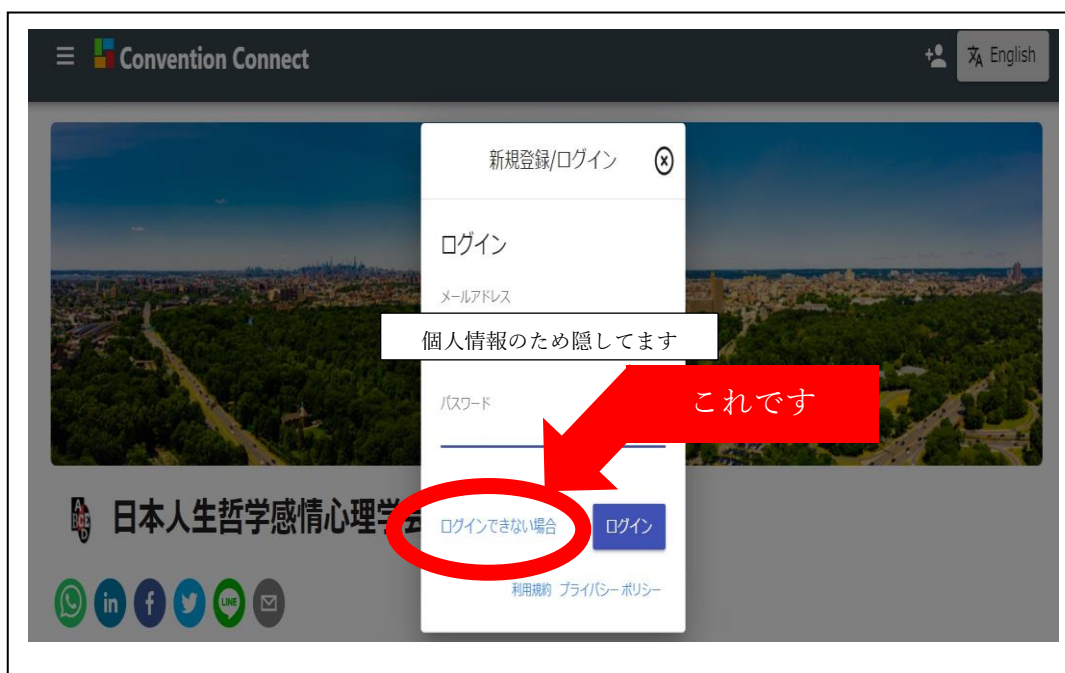 Convention Connect
English
新規登録/ログイン
ログイン
メールアドレス
個人情報のため隠してます
パスワード
これです
日本人生哲学感情心理学会
ログインできない場合
ログイン
利用規約 プライバシーポリシー
LINE